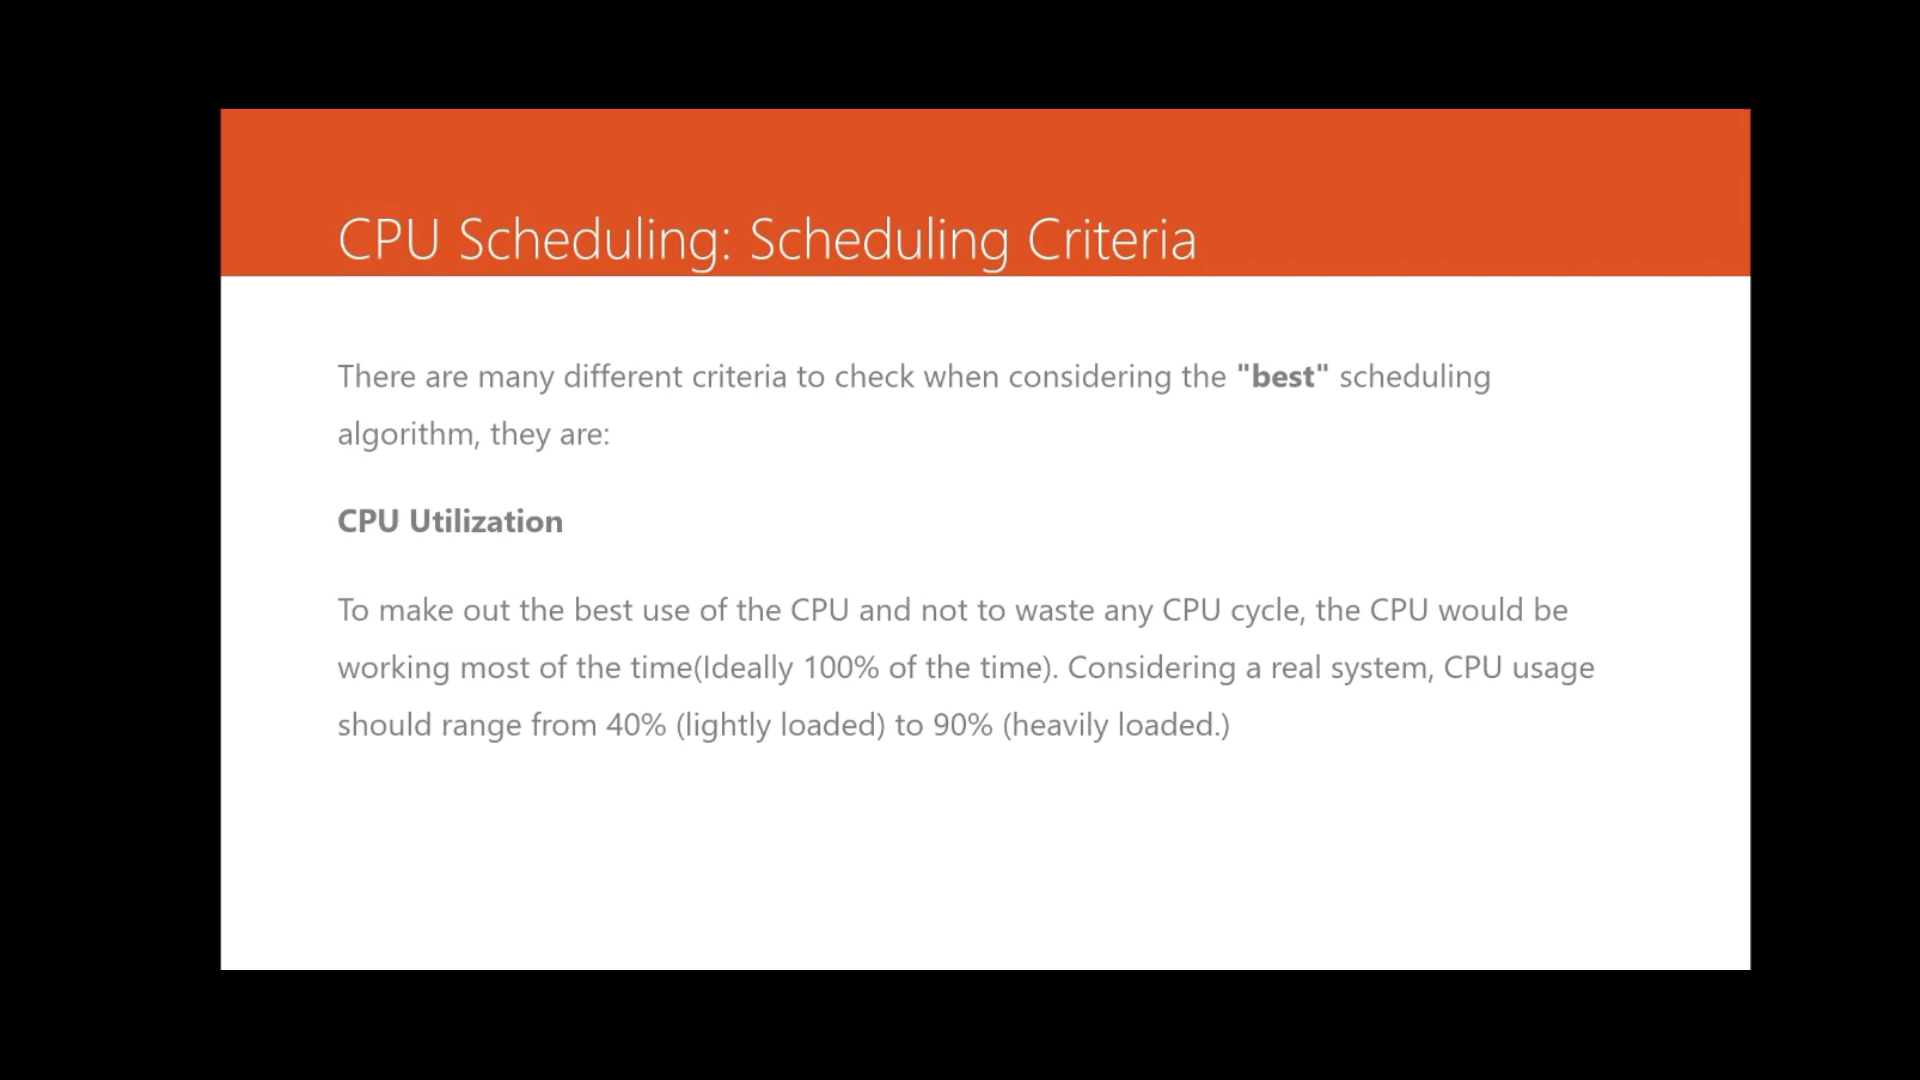 CPU Scheduling: Scheduling Criteria
There are many different criteria to check when considering the "best" scheduling
algorithm, they are:
CPU Utilization
To make out the best use of the CPU and not to waste any CPU cycle, the CPU would be
working most of the time(Ideally 100% of the time). Considering a real system, CPU usage
should range from 40% (lightly loaded) to 90% (heavily loaded.)